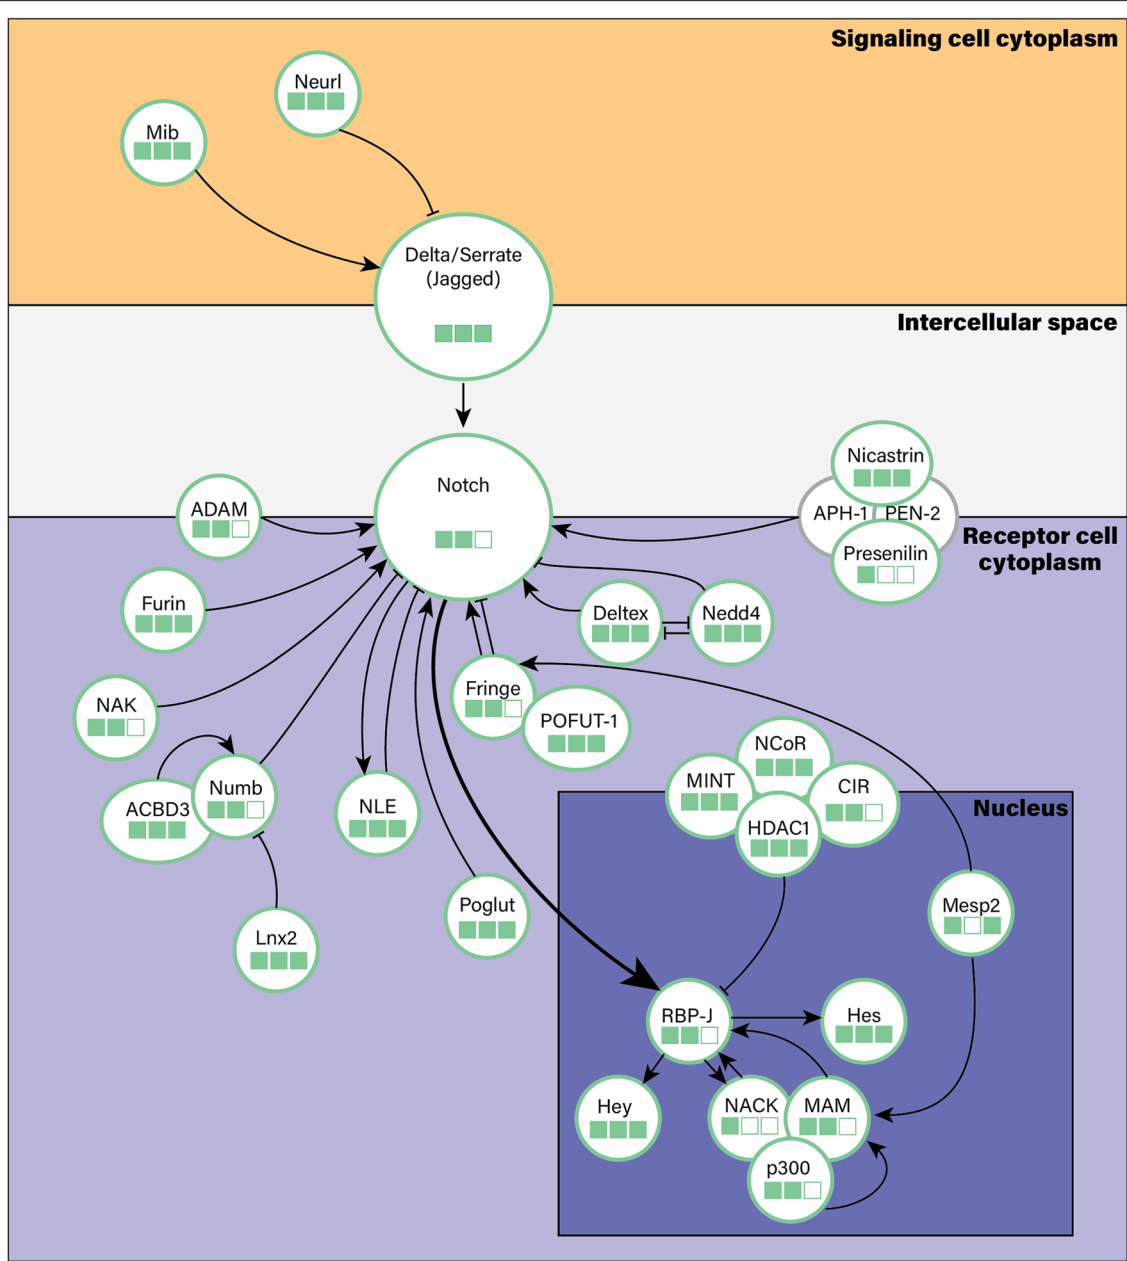 Signaling cell cytoplasm
Neurl
Mib
Delta/Serrate
(Jagged)
Intercellular space
Nicastrin
Notch
ADAM
APH-1
PEN-2
Receptor cell
cytoplasm
Presenilin
Furin
Deltex
Nedd4
Fringe
NAK
POFUT-1
NCoR
MINT
CIR
Numb
ACBD3
NLE
HDAC1
Nucleus
Poglut
Mesp2
Lnx2
RBP-J
Hes
Hey
NACK
MAM
p300